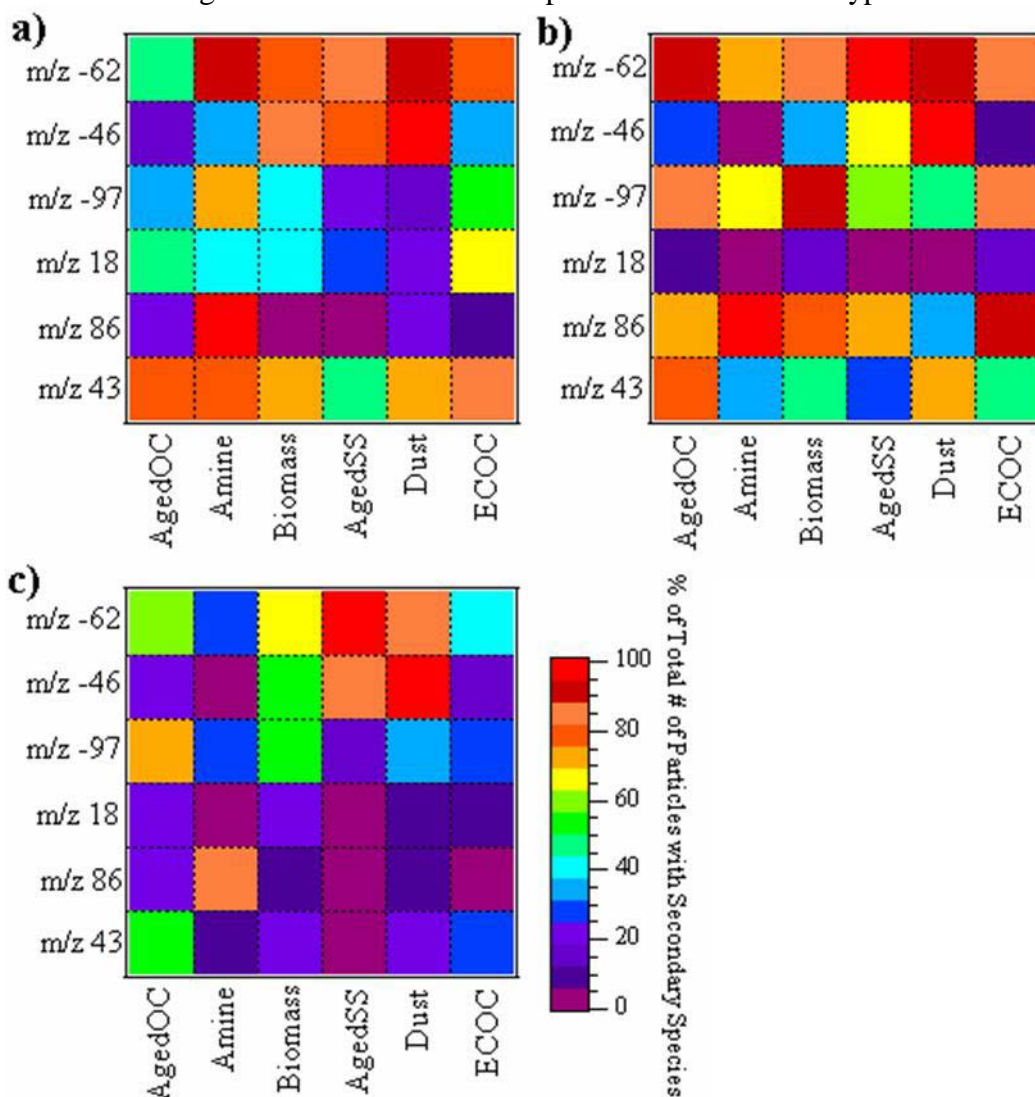 a)
m/z -62
m/z -46
m/z -97
m/z 18
m/z 86
m/z 43
AgedOC
Amine
Biomass
AgedSS
Dust
ECOC
b)
m/z -62
m/z -46
m/z -97
m/z 18
m/z 86
m/z 43
AgedOC
Amine
Biomass
AgedSS
Dust
ECOC
c)
m/z -62
m/z -46
m/z -97
m/z 18
m/z 86
m/z 43
AgedOC
Amine
Biomass
AgedSS
Dust
ECOC
100
80
60
40
20
0
% of Total # of Particles with Secondary Species